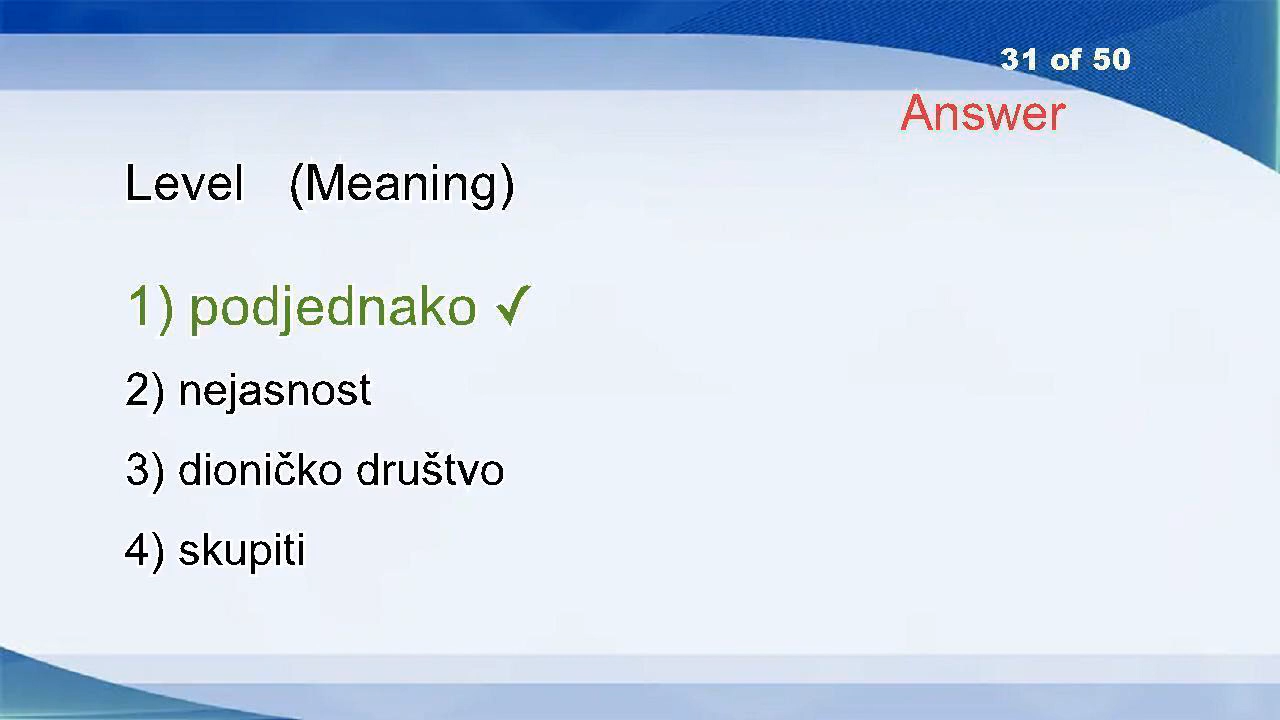 31 of 50
Answer
Level (Meaning)
1) podjednako ✓
2) nejasnost
3) dioničko društvo
4) skupiti